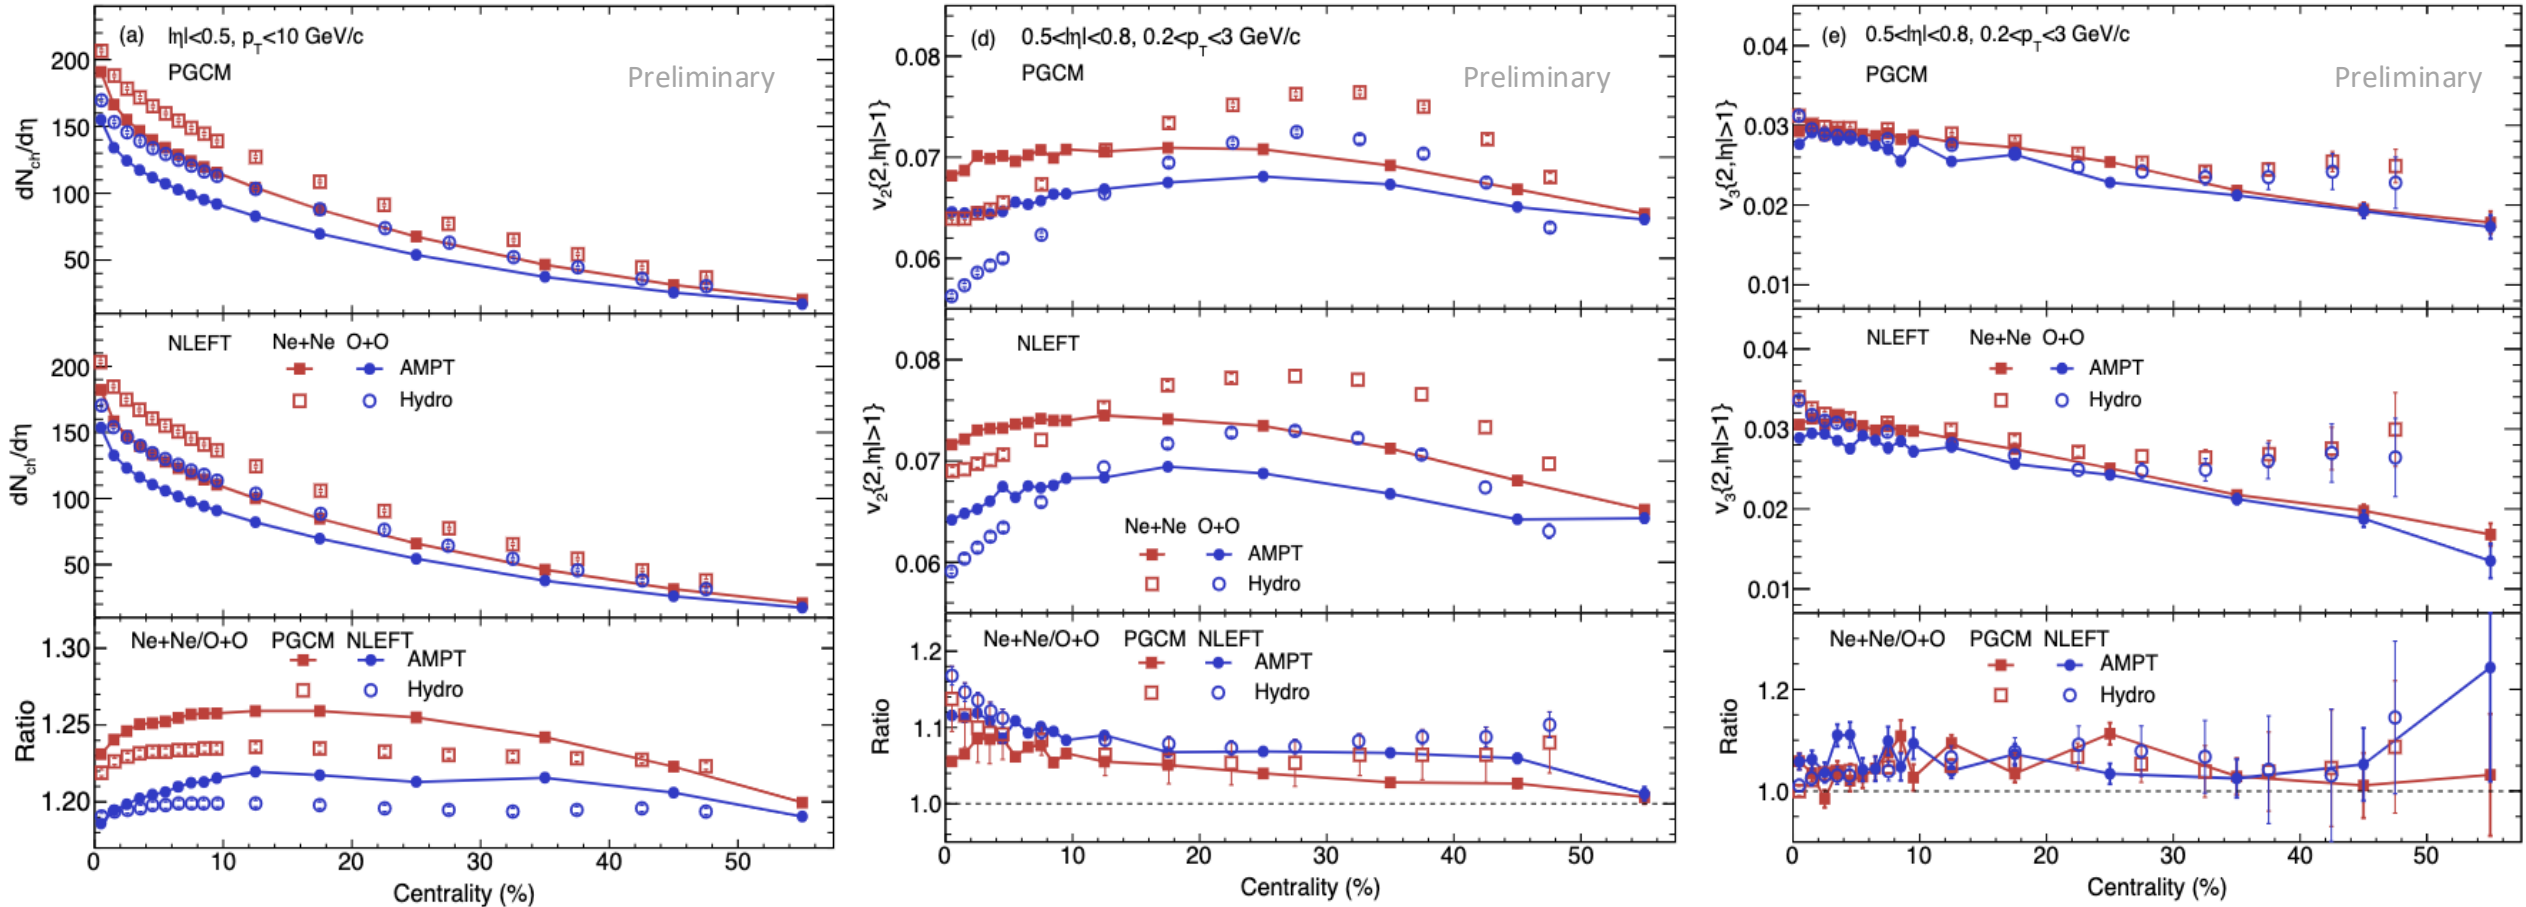 (a) |η|<0.5, pT<10 GeV/c
PGCM
Preliminary
dNch/dη
200
150
100
50
NLEFT
Ne+Ne O+O
AMPT
Hydro
dNch/dη
200
150
100
50
Ne+Ne/O+O PGCM NLEFT
AMPT
Hydro
Ratio
1.30
1.25
1.20
0 10 20 30 40 50
Centrality (%)
(d) 0.5<|η|<0.8, 0.2<pT<3 GeV/c
PGCM
Preliminary
v2{2,|η|>1}
0.08
0.07
0.06
NLEFT
v2{2,|η|>1}
0.08
0.07
0.06
Ne+Ne O+O
AMPT
Hydro
Ne+Ne/O+O PGCM NLEFT
AMPT
Hydro
Ratio
1.2
1.1
1.0
0 10 20 30 40 50
Centrality (%)
(e) 0.5<|η|<0.8, 0.2<pT<3 GeV/c
PGCM
Preliminary
v3{2,|η|>1}
0.04
0.03
0.02
0.01
NLEFT
Ne+Ne O+O
AMPT
Hydro
v3{2,|η|>1}
0.04
0.03
0.02
0.01
Ne+Ne/O+O PGCM NLEFT
AMPT
Hydro
Ratio
1.2
1.0
0 10 20 30 40 50
Centrality (%)